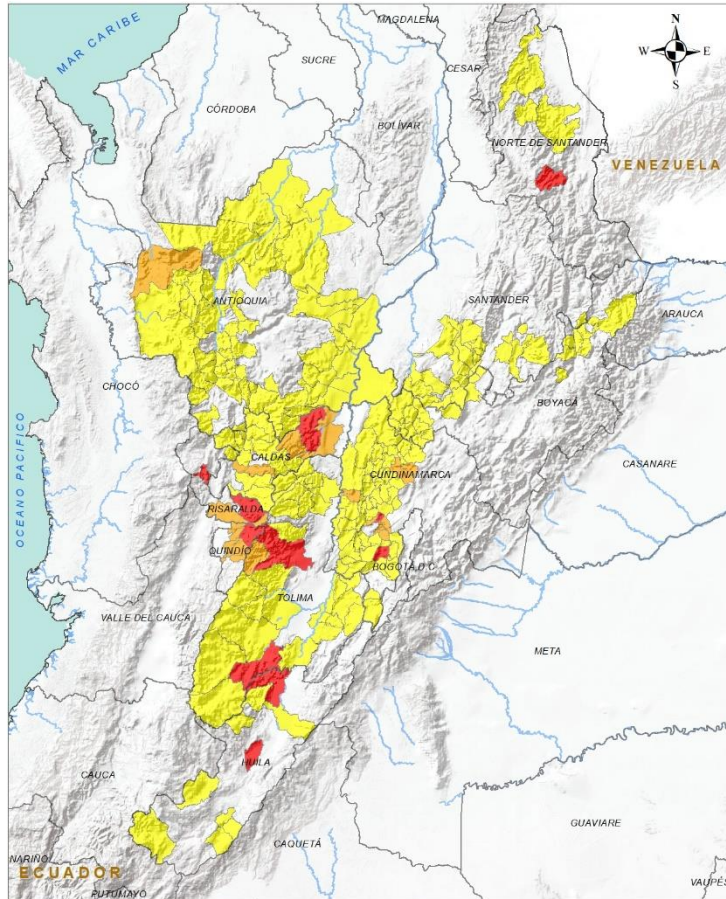 MAGDALENA
N
MAR CARIBE
SUCRE
CESAR
W
E
S
CÓRDOBA
BOLÍVAR
NORTE DE SANTANDER
VENEZUELA
ANTIOQUIA
SANTANDER
ARAUCA
CHOCÓ
BOYACÁ
CALDAS
CUNDINAMARCA
CASANARE
OCEANO PACIFICO
RISARALDA
QUINDÍO
BOGOTÁ, D.C
TOLIMA
VALLE DEL CAUCA
META
HUILA
CAUCA
GUAVIARE
CAQUETÁ
NARIÑO
ECUADOR
PUTUMAYO
VAUPÉS